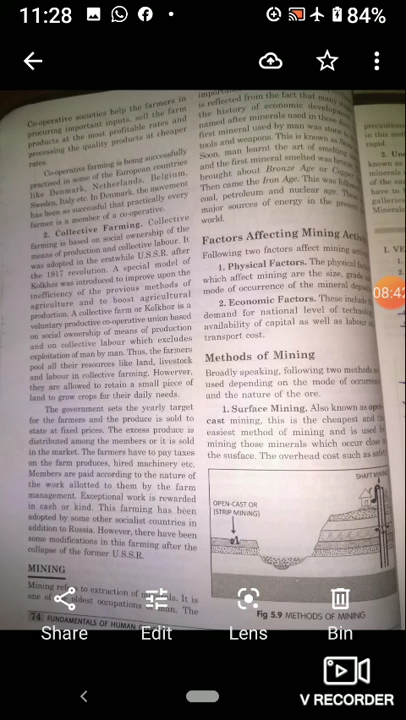 11:28
84%
Co-operative societies help the farmers in
procuring important inputs, sell the farm
products at the most profitable rates and
processing the quality products at cheaper
rates.
Co-operative farming is being successfully
practised in some of the European countries
like Denmark, Netherlands, Belgium,
Sweden, Italy etc. In Denmark, the movement
has been so successful that practically every
farmer is a member of a co-operative.
2. Collective Farming. Collective
farming is based on social ownership of the
means of production and collective labour. It
was adopted in the erstwhile U.S.S.R. after
the 1917 revolution. A special model of
Kolkhoz was introduced to improve upon the
inefficiency of the previous methods of
agriculture and to boost agricultural
production. A collective farm or Kolkhoz is a
voluntary productive co-operative union based
on social ownership of means of production
and on collective labour which excludes
exploitation of man by man. Thus, the farmers
pool all their resources like land, livestock
and labour in collective farming. However,
they are allowed to retain a small piece of
land to grow crops for their daily needs.
The government sets the yearly target
for the farmers and the produce is sold to
state at fixed prices. The excess produce is
distributed among the members or it is sold
in the market. The farmers have to pay taxes
on the farm produces, hired machinery etc.
Members are paid according to the nature of
the work allotted to them by the farm
management. Exceptional work is rewarded
in cash or kind. This farming has been
adopted by some other socialist countries in
addition to Russia. However, there have been
some modifications in this farming after the
collapse of the former U.S.S.R.
MINING
Mining refers to extraction of It is
one of oldest occupations man. The
74 FUNDAMENTALS OF HUMAN
is reflected from the fact that many
the history of economic
named after minerals used in those
first mineral used by man was stone
tools and weapons. This is known as
Soon, man learnt the art of smelting
and the first mineral smelted was
brought about Bronze Age or Copper
Then came the Iron Age. This was followed
coal, petroleum and nuclear age.
major sources of energy in the present
world.
Factors Affecting Mining
Following two factors affect mining
1. Physical Factors. The physical
which affect mining are the size, grade
mode of occurrence of the mineral
2. Economic Factors. These include
demand for national level of
availability of capital as well as labour
transport cost.
Methods of Mining
Broadly speaking, following two methods
used depending on the mode of
and the nature of the ore.
1. Surface Mining. Also known as open
cast mining, this is the cheapest and
easiest method of mining and is used
mining those minerals which occur close
the susface. The overhead cost such as
OPEN-CAST OR
(STRIP MINING)
SHAFT MINING
Fig 5.9 METHODS OF MINING
08:42
Share
Edit
Lens
Bin
V RECORDER